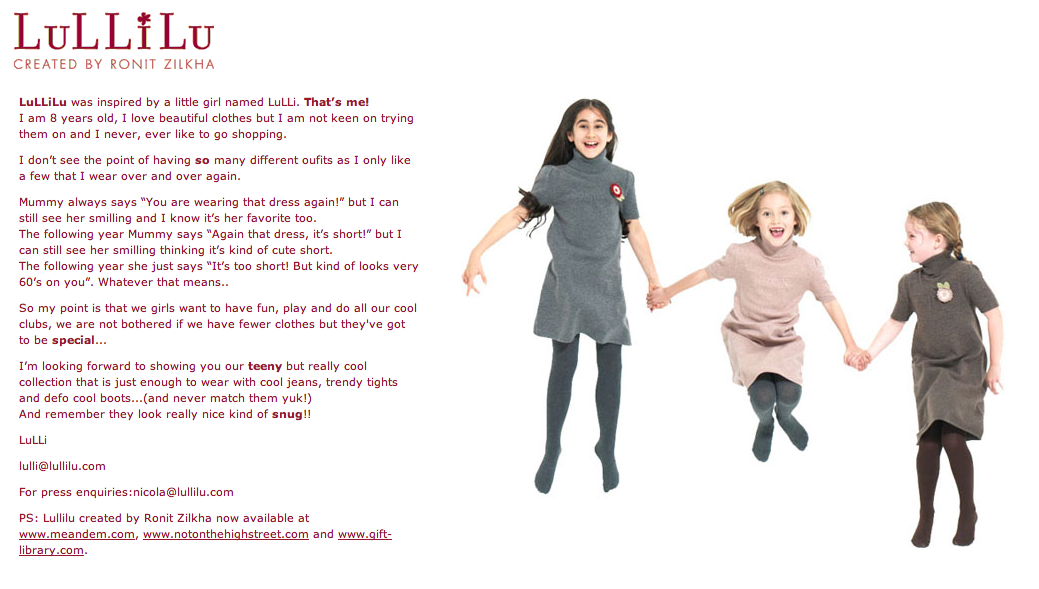 LuLLiLu
CREATED BY RONIT ZILKHA
LuLLiLu was inspired by a little girl named LuLLi. That's me!
I am 8 years old, I love beautiful clothes but I am not keen on trying
them on and I never, ever like to go shopping.
I don't see the point of having so many different oufits as I only like
a few that I wear over and over again.
Mummy always says “You are wearing that dress again!” but I can
still see her smilling and I know it's her favorite too.
The following year Mummy says “Again that dress, it's short!” but I
can still see her smilling thinking it's kind of cute short.
The following year she just says “It's too short! But kind of looks very
60's on you”. Whatever that means..
So my point is that we girls want to have fun, play and do all our cool
clubs, we are not bothered if we have fewer clothes but they've got
to be special...
I'm looking forward to showing you our teeny but really cool
collection that is just enough to wear with cool jeans, trendy tights
and defo cool boots...(and never match them yuk!)
And remember they look really nice kind of snug!!
LuLLi
lulli@lullilu.com
For press enquiries:nicola@lullilu.com
PS: Lullilu created by Ronit Zilkha now available at
www.meandem.com, www.notonthehighstreet.com and www.gift-
library.com.